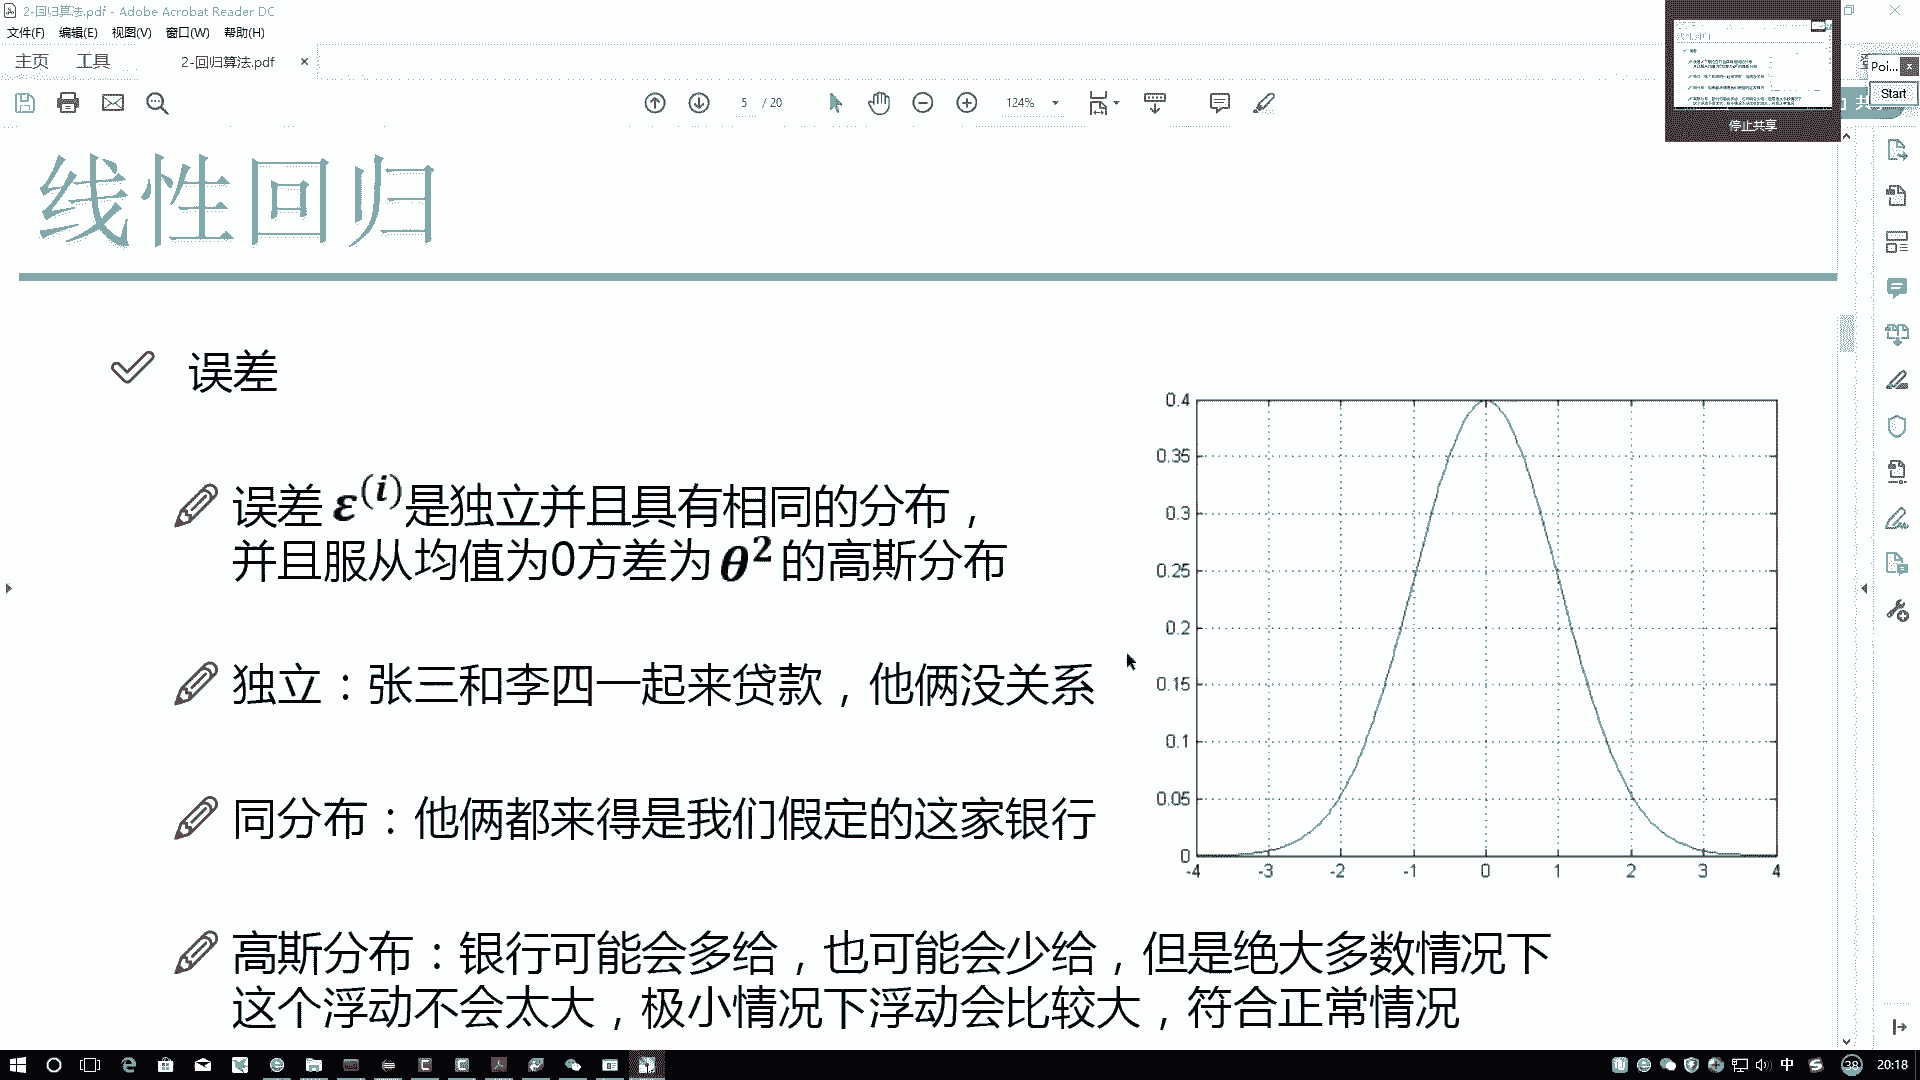 2-回归算法.pdf - Adobe Acrobat Reader DC
文件(F) 编辑(E) 视图(V) 窗口(W) 帮助(H)
主页 工具 2-回归算法.pdf ×
5 / 20
124%
Poi...
Start
停止共享
线性回归
误差
误差 ε^(i) 是独立并且具有相同的分布，
并且服从均值为0方差为 θ² 的高斯分布
独立：张三和李四一起来贷款，他俩没关系
同分布：他俩都来得是我们假定的这家银行
高斯分布：银行可能会多给，也可能会少给，但是绝大多数情况下
这个浮动不会太大，极小情况下浮动会比较大，符合正常情况
0.4
0.35
0.3
0.25
0.2
0.15
0.1
0.05
0
-4 -3 -2 -1 0 1 2 3 4
中
38
20:18